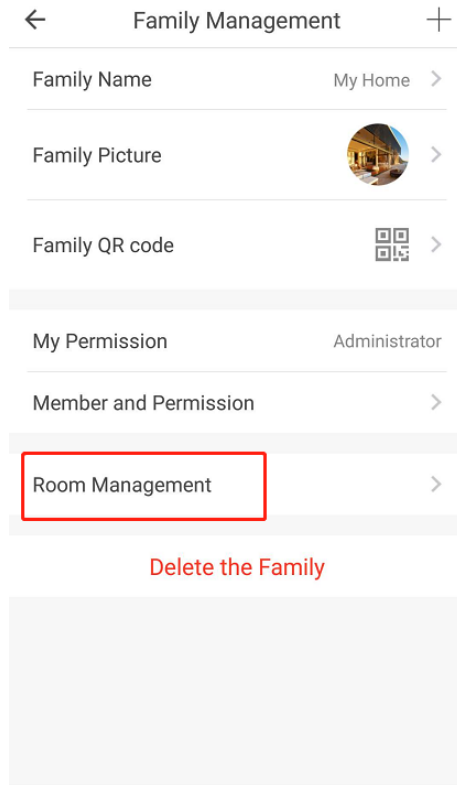 Family Management
Family Name My Home
Family Picture
Family QR code
My Permission Administrator
Member and Permission
Room Management
Delete the Family